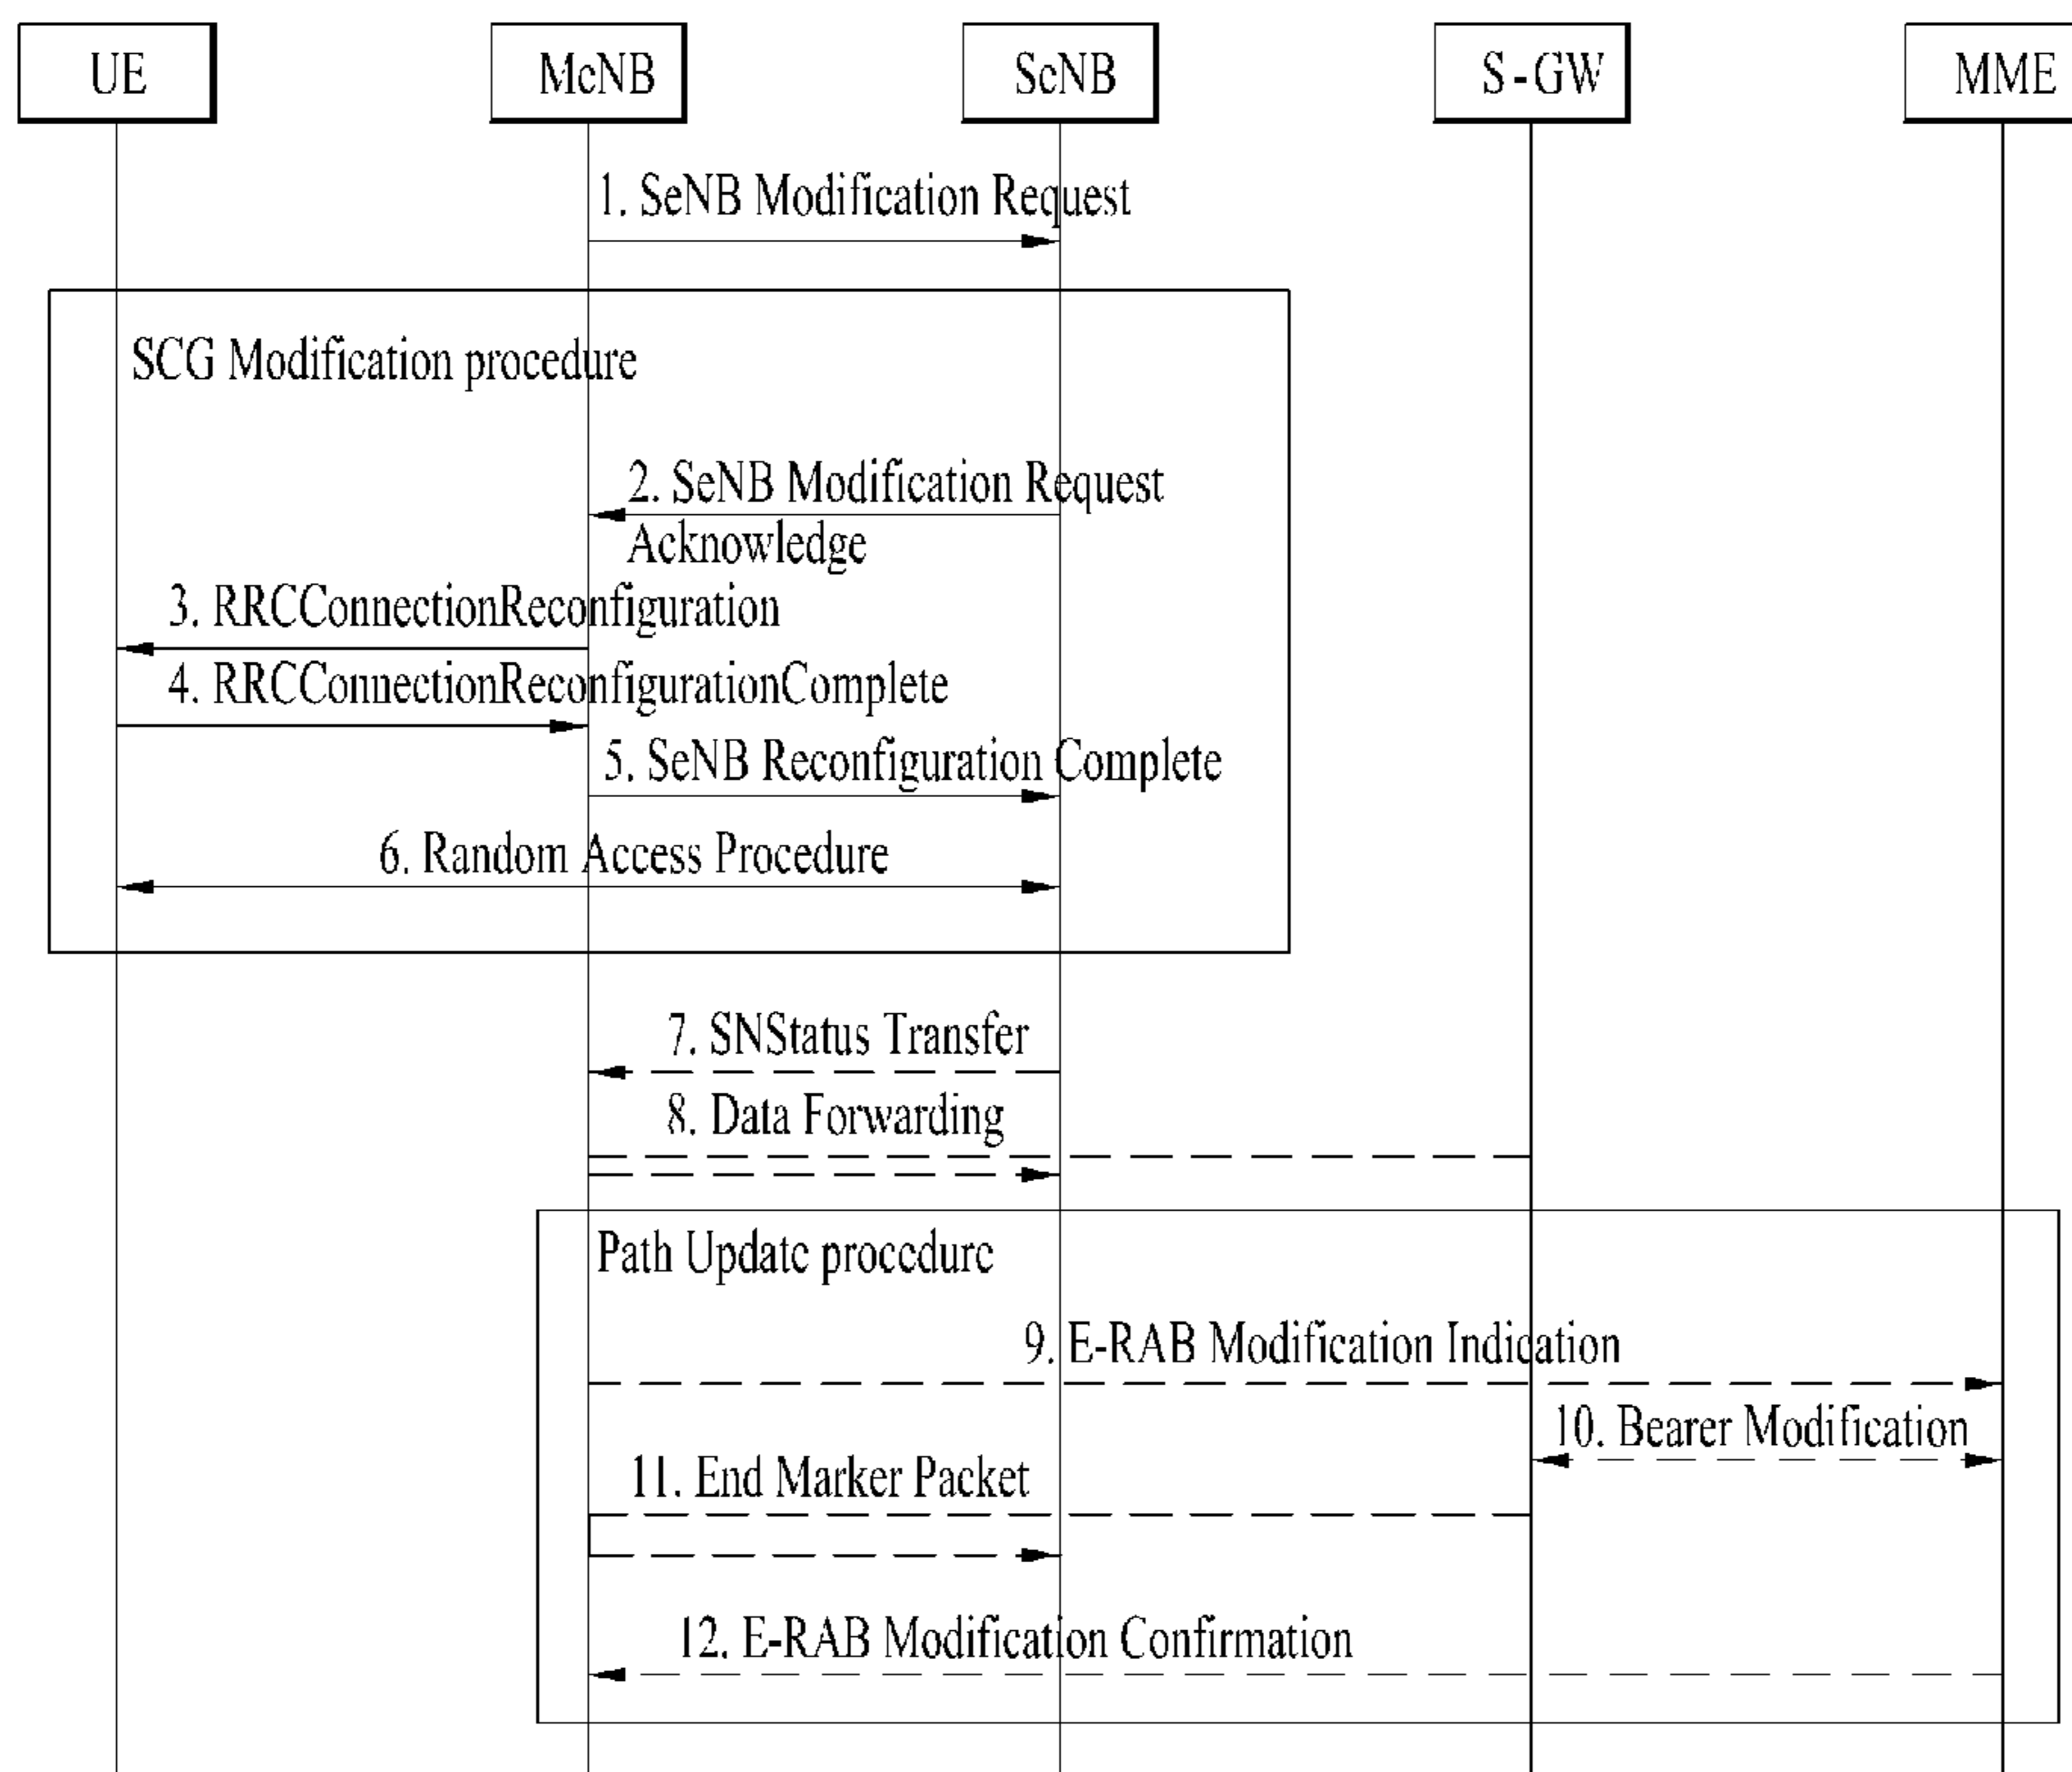 UE
MeNB
SeNB
S-GW
MME
1. SeNB Modification Request
SCG Modification procedure
2. SeNB Modification Request
Acknowledge
3. RRCConnectionReconfiguration
4. RRCConnectionReconfigurationComplete
5. SeNB Reconfiguration Complete
6. Random Access Procedure
7. SNStatus Transfer
8. Data Forwarding
Path Update procedure
9. E-RAB Modification Indication
10. Bearer Modification
11. End Marker Packet
12. E-RAB Modification Confirmation